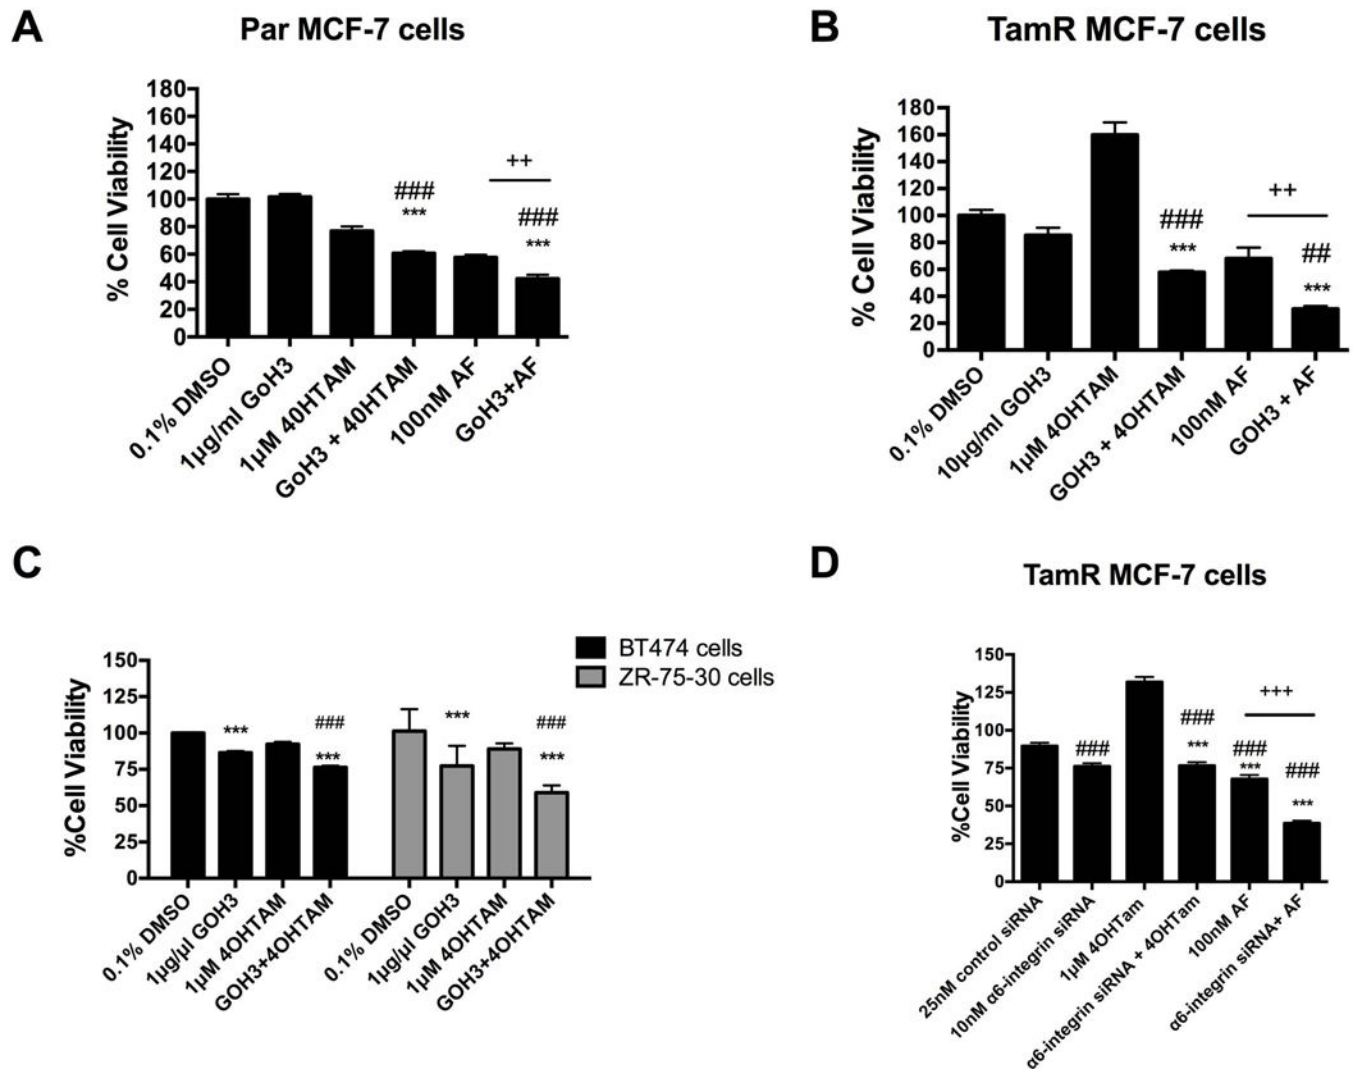 A
Par MCF-7 cells
% Cell Viability
180
160
140
120
100
80
60
40
20
0
###
***
++
###
***
0.1% DMSO
1µg/ml GoH3
1µM 40HTAM
GoH3 + 40HTAM
100nM AF
GoH3+AF
B
TamR MCF-7 cells
% Cell Viability
180
160
140
120
100
80
60
40
20
0
###
***
++
##
***
0.1% DMSO
10µg/ml GOH3
1µM 4OHTAM
GOH3 + 4OHTAM
100nM AF
GOH3 + AF
C
BT474 cells
ZR-75-30 cells
%Cell Viability
150
125
100
75
50
25
0
***
###
***
***
###
***
0.1% DMSO
1µg/µl GOH3
1µM 4OHTAM
GOH3+4OHTAM
0.1% DMSO
1µg/µl GOH3
1µM 4OHTAM
GOH3+4OHTAM
D
TamR MCF-7 cells
%Cell Viability
150
125
100
75
50
25
0
###
###
***
###
***
+++
###
***
25nM control siRNA
10nM α6-integrin siRNA
1µM 4OHTam
α6-integrin siRNA + 4OHTam
100nM AF
α6-integrin siRNA+ AF